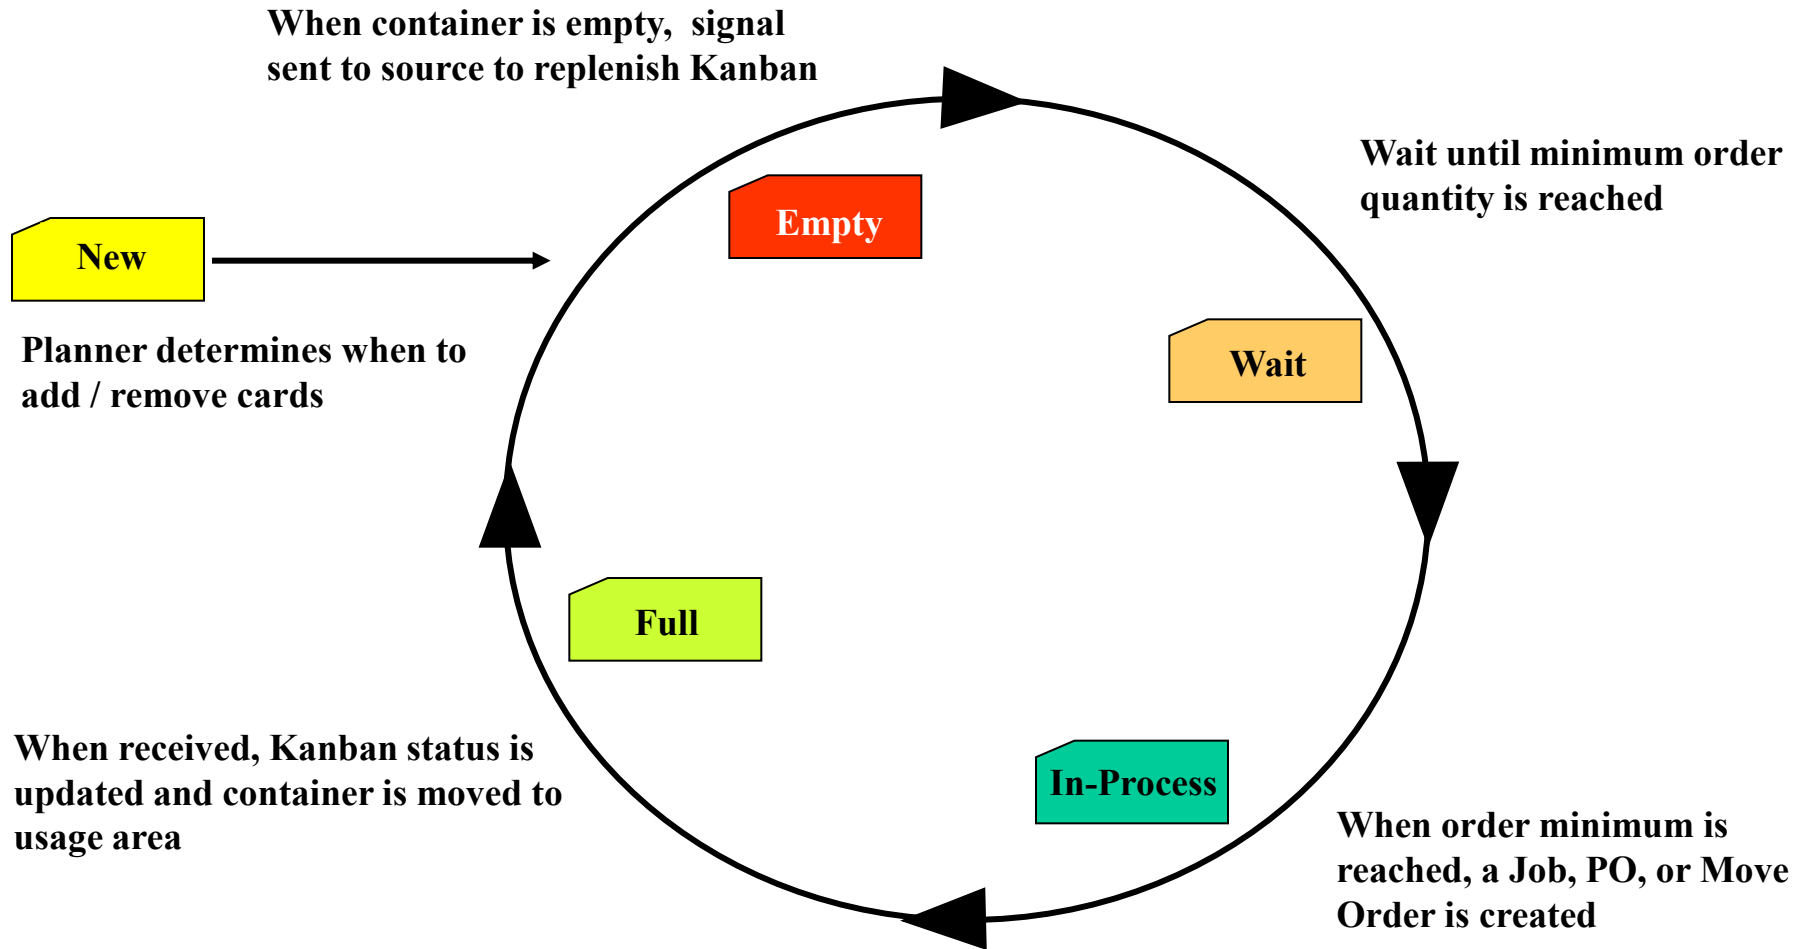 When container is empty,  signal
sent to source to replenish Kanban
Wait until minimum order
quantity is reached
Empty
New
Wait
Planner determines when to
add / remove cards
Full
In-Process
When received, Kanban status is
updated and container is moved to
usage area
When order minimum is
reached, a Job, PO, or Move
Order is created